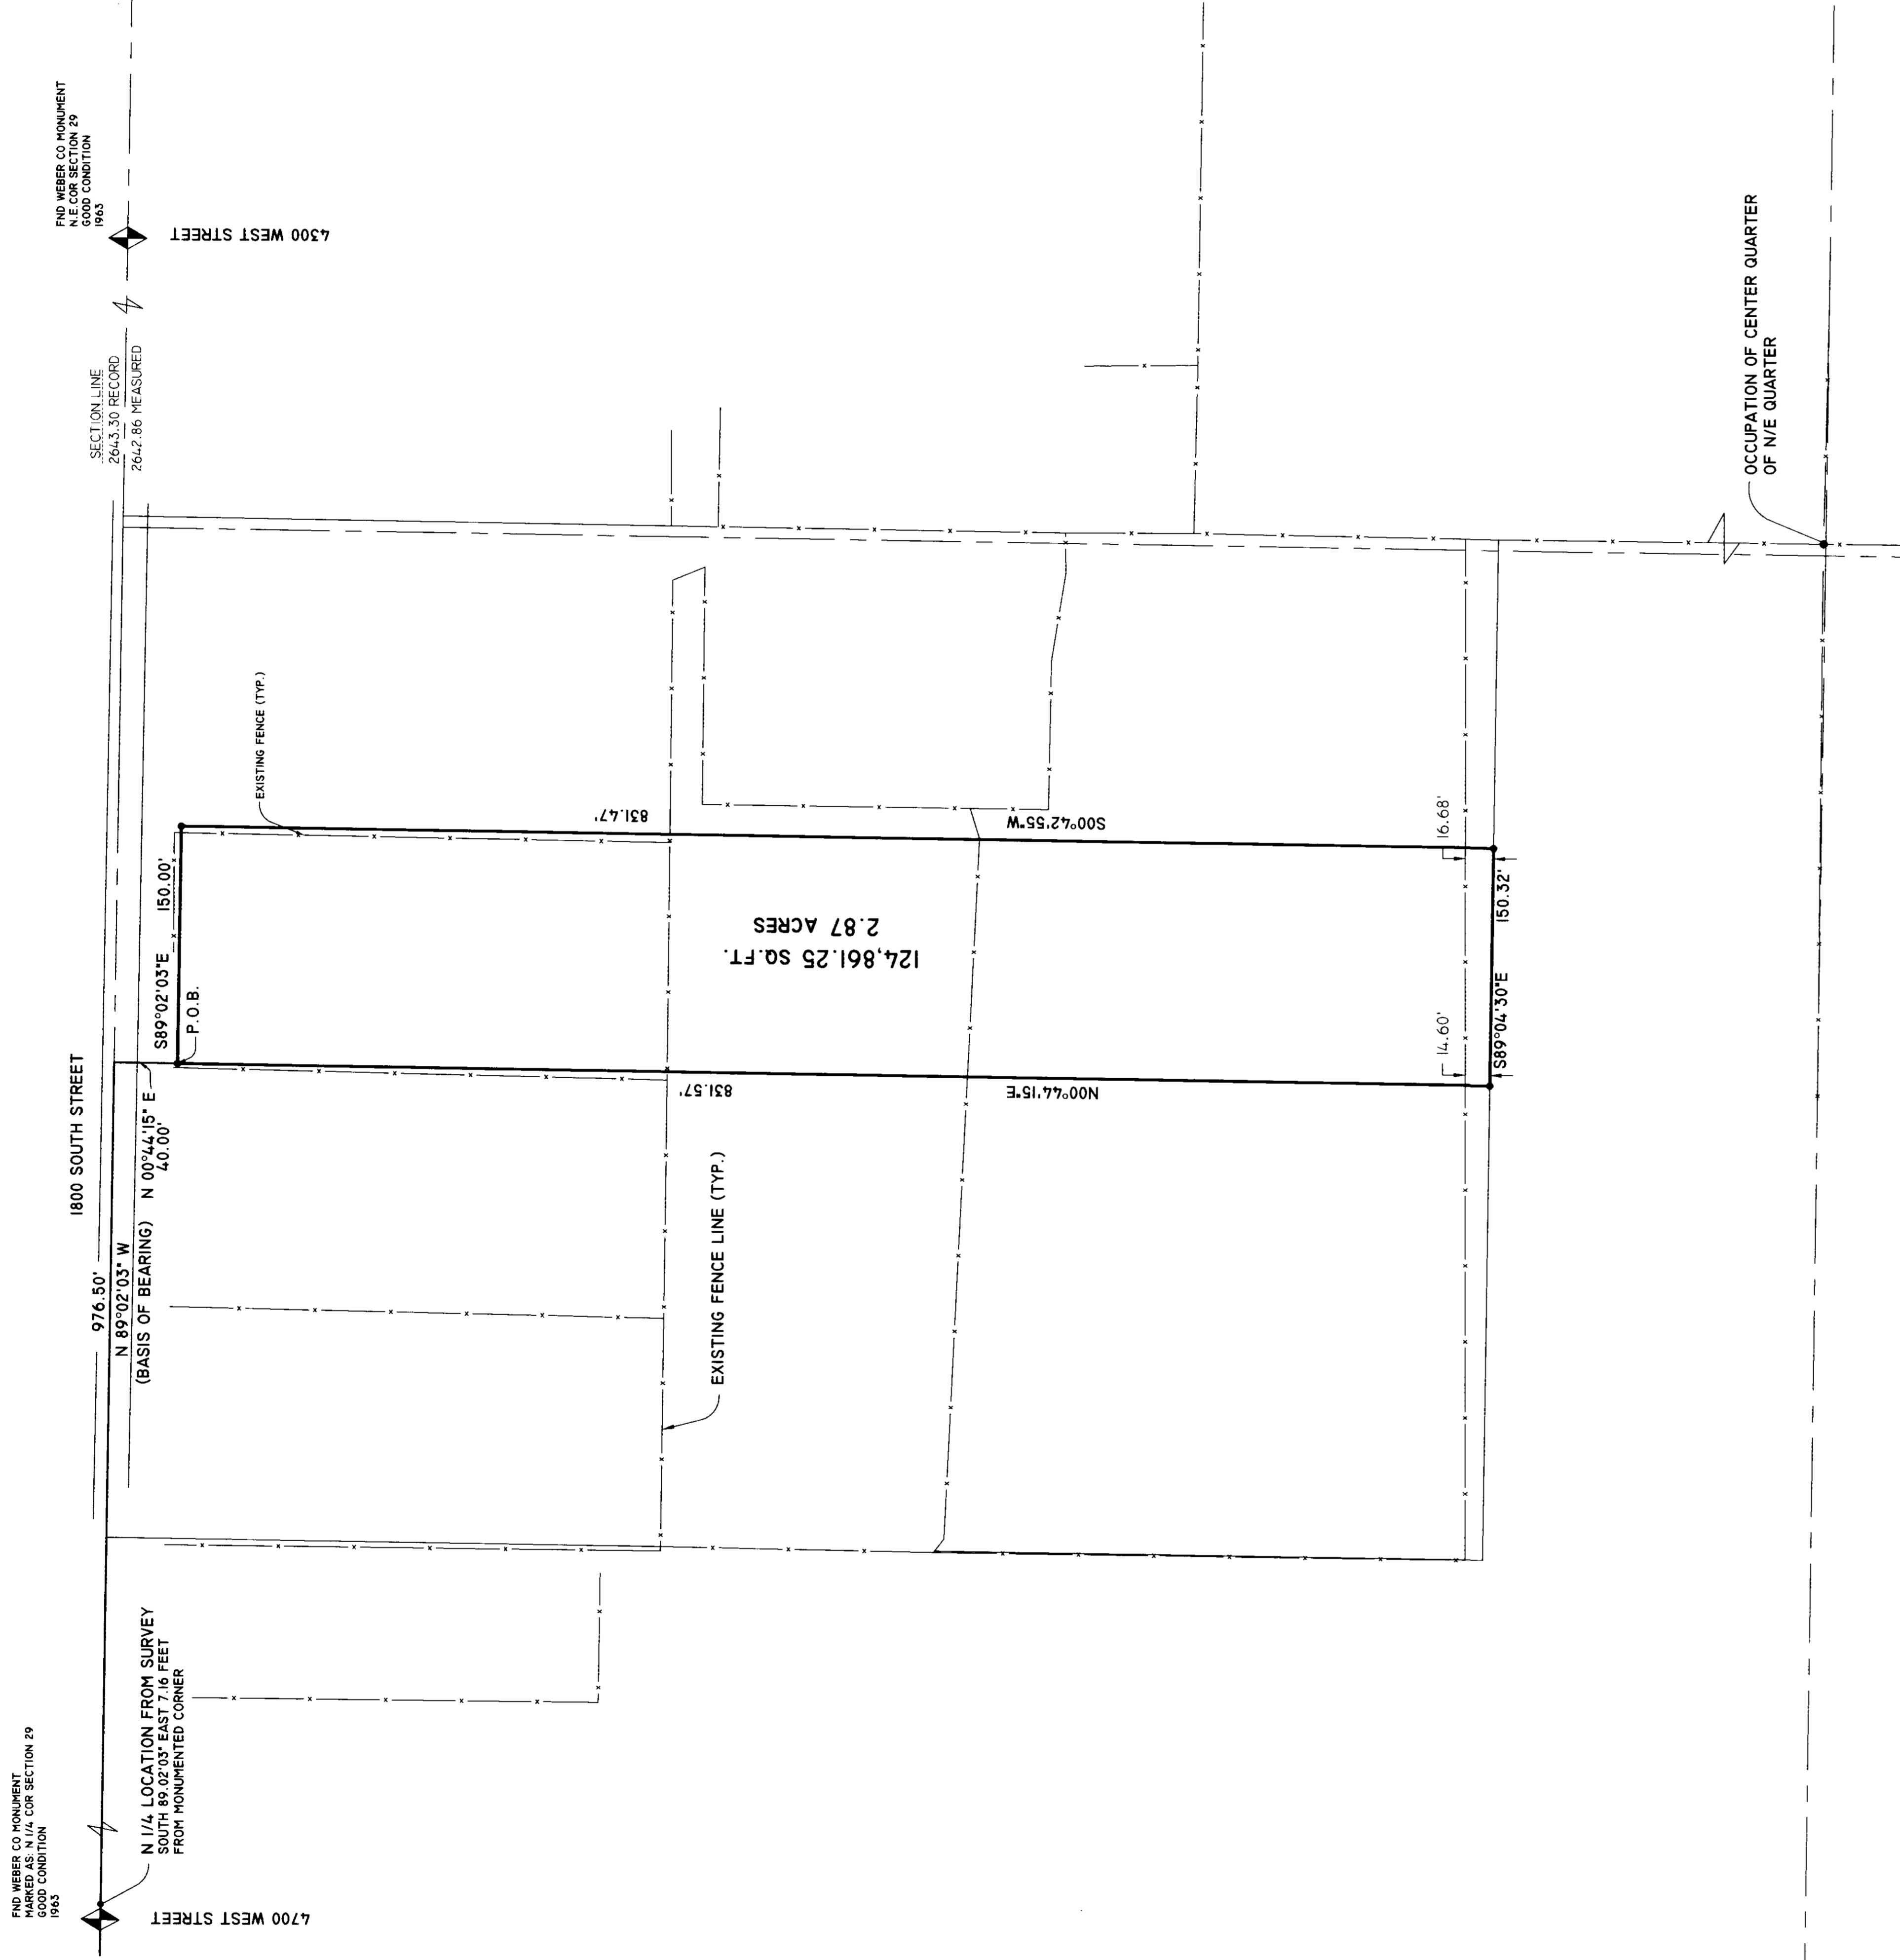 FND WEBER CO MONUMENT
MARKED AS: N 1/4 COR SECTION 29
GOOD CONDITION
1963
4700 WEST STREET
N 1/4 LOCATION FROM SURVEY
SOUTH 89.02'03" EAST 7.16 FEET
FROM MONUMENTED CORNER
1800 SOUTH STREET
976.50'
N 89°02'03" W
(BASIS OF BEARING)
N 00°44'15" E
40.00'
SECTION LINE
2643.30 RECORD
2642.86 MEASURED
FND WEBER CO MONUMENT
N.E.COR SECTION 29
GOOD CONDITION
1963
4300 WEST STREET
S89°02'03"E
150.00'
P.O.B.
EXISTING FENCE (TYP.)
831.47'
S00°42'55"W
124,861.25 SQ.FT.
2.87 ACRES
831.57'
N00°44'15"E
EXISTING FENCE LINE (TYP.)
14.60'
16.68'
S89°04'30"E
150.32'
OCCUPATION OF CENTER QUARTER
OF N/E QUARTER